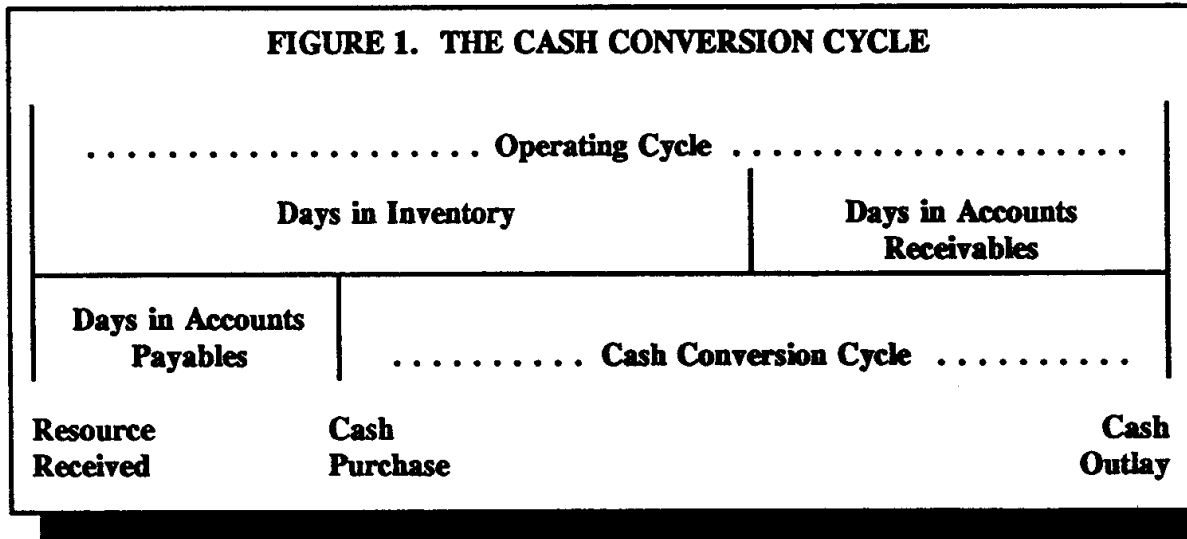 FIGURE 1. THE CASH CONVERSION CYCLE
. . . . . . . . . . . . . . . . . . . . . Operating Cycle . . . . . . . . . . . . . . . . . . . . .
Days in Inventory
Days in Accounts
Receivables
Days in Accounts
Payables
. . . . . . . . . . Cash Conversion Cycle . . . . . . . . . .
Resource
Received
Cash
Purchase
Cash
Outlay